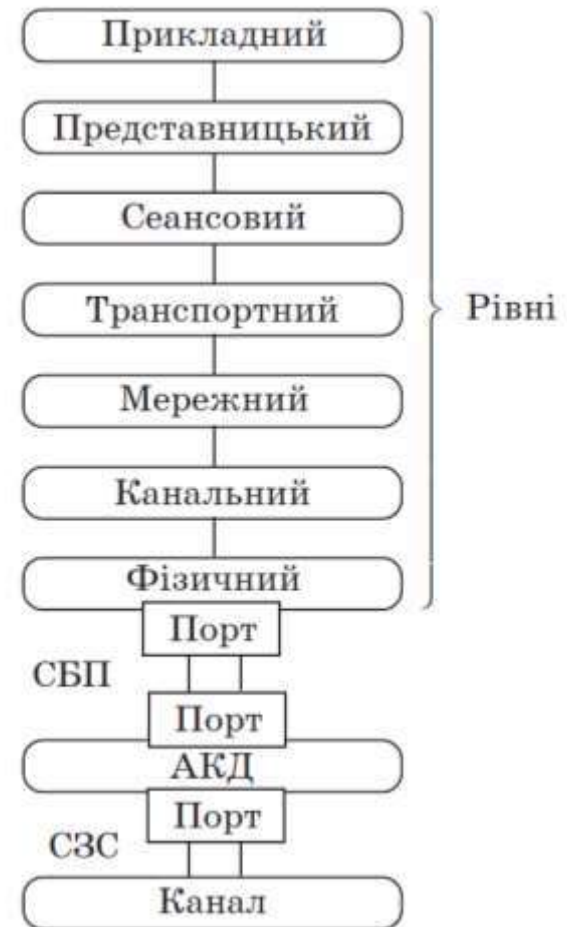 Прикладний
Представницький
Сеансовий
Транспортний
Рівні
Мережний
Канальний
Фізичний
Порт
СБП
Порт
АКД
Порт
СЗС
Канал